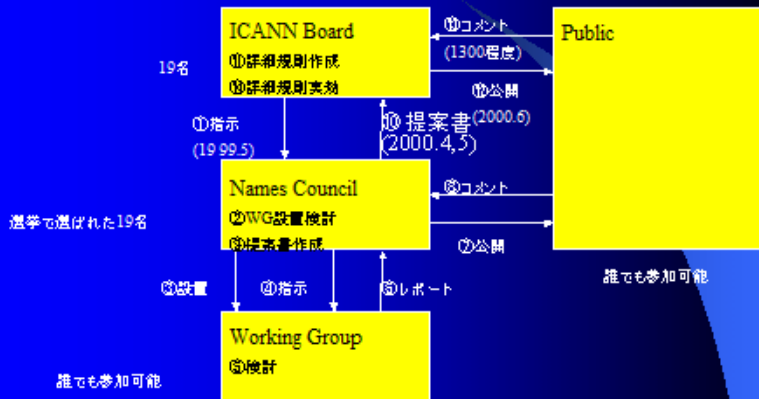 ICANN Board
⑪詳細規則作成
⑭詳細規則実効
19名
⑬コメント
(1300程度)
Public
⑫公開
(2000.6)
①指示
(1999.5)
⑩提案書
(2000.4,5)
Names Council
②WG設置検討
⑨提案書作成
選挙で選ばれた19名
⑧コメント
⑦公開
誰でも参加可能
③設置
④指示
⑥レポート
Working Group
⑤検討
誰でも参加可能